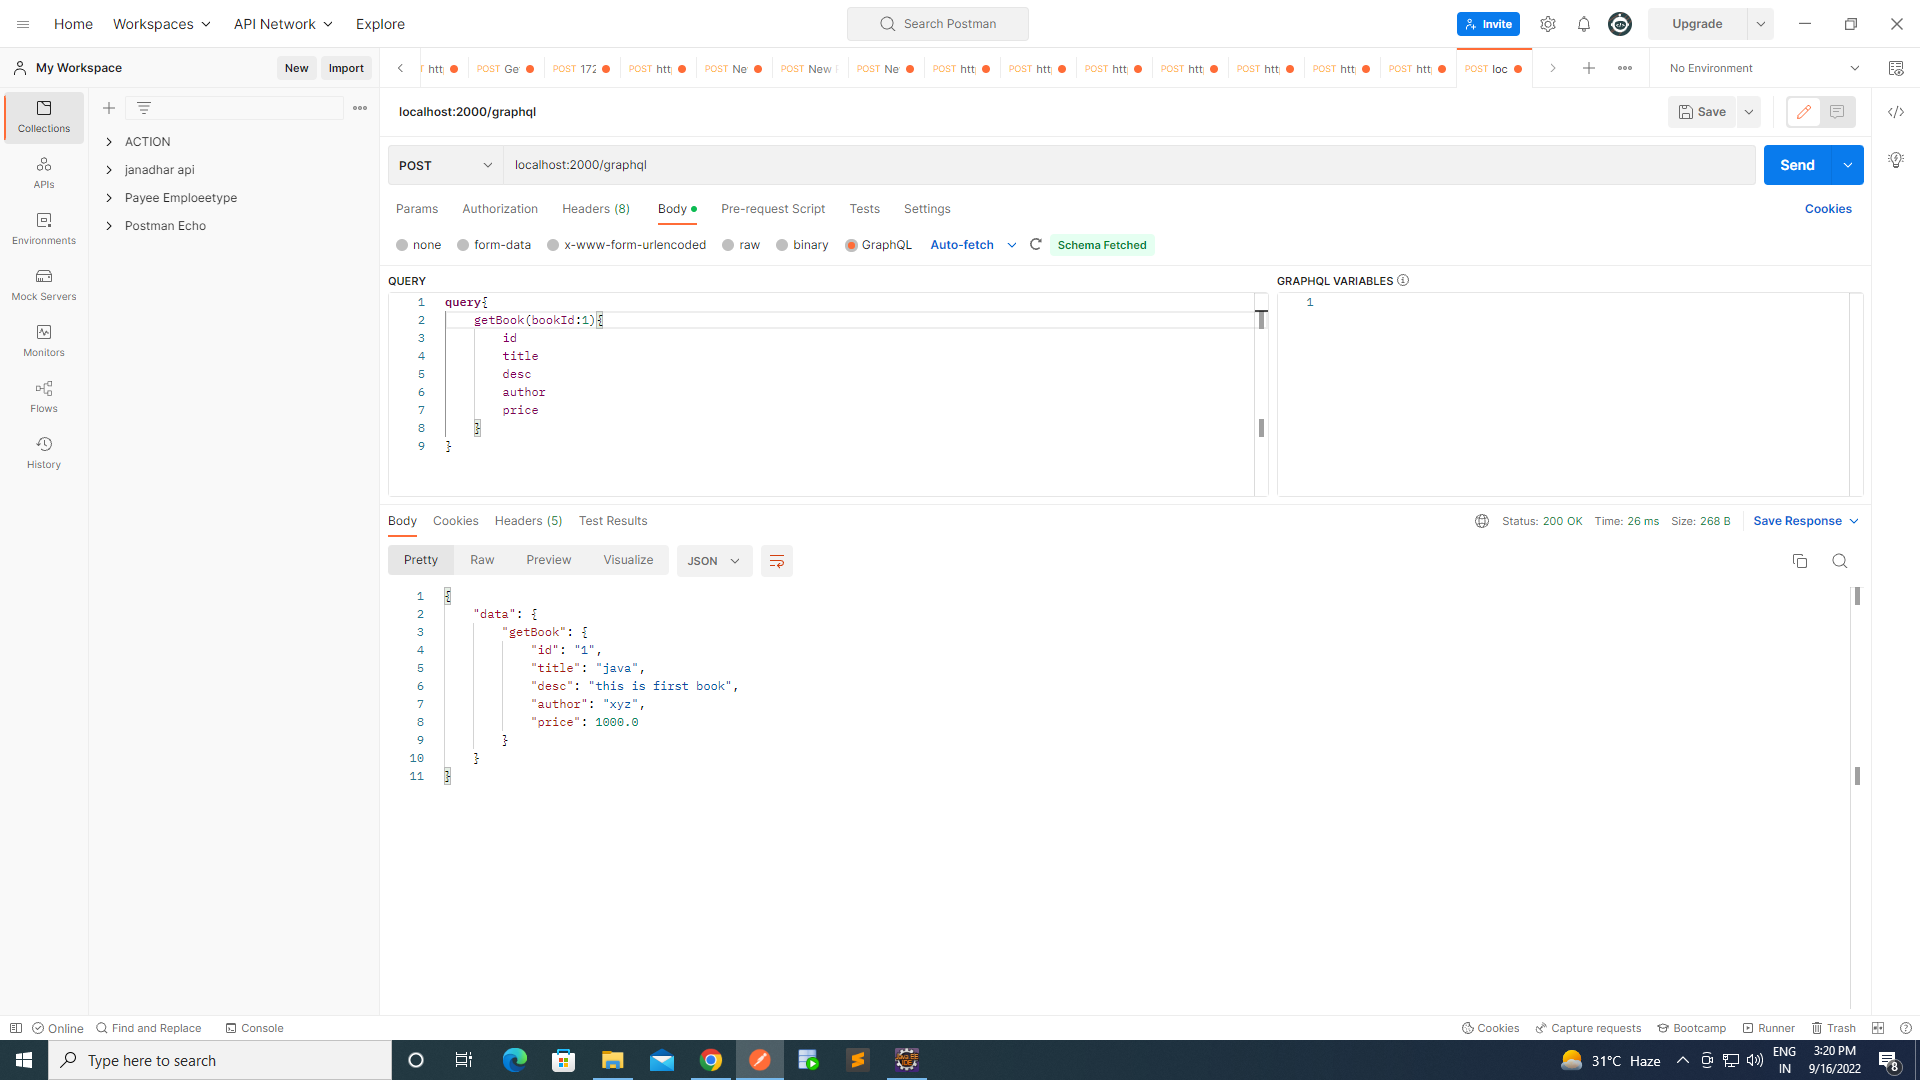 Home Workspaces API Network Explore Search Postman Invite Upgrade
My Workspace New Import
htt POST Ge POST 172 POST htt POST Ne POST New POST Ne POST htt POST htt POST htt POST htt POST htt POST htt POST htt POST loc No Environment
Collections
APIs
Environments
Mock Servers
Monitors
Flows
History
ACTION
janadhar api
Payee Emploeetype
Postman Echo
localhost:2000/graphql Save
POST localhost:2000/graphql Send
Params Authorization Headers (8) Body Pre-request Script Tests Settings Cookies
none form-data x-www-form-urlencoded raw binary GraphQL Auto-fetch Schema Fetched
QUERY
1 query{
2 getBook(bookId:1){
3 id
4 title
5 desc
6 author
7 price
8 }
9 }
GRAPHQL VARIABLES
1
Body Cookies Headers (5) Test Results Status: 200 OK Time: 26 ms Size: 268 B Save Response
Pretty Raw Preview Visualize JSON
1 {
2 "data": {
3 "getBook": {
4 "id": "1",
5 "title": "java",
6 "desc": "this is first book",
7 "author": "xyz",
8 "price": 1000.0
9 }
10 }
11 }
Online Find and Replace Console Cookies Capture requests Bootcamp Runner Trash
Type here to search 31°C Haze
ENG
IN
3:20 PM
9/16/2022
8